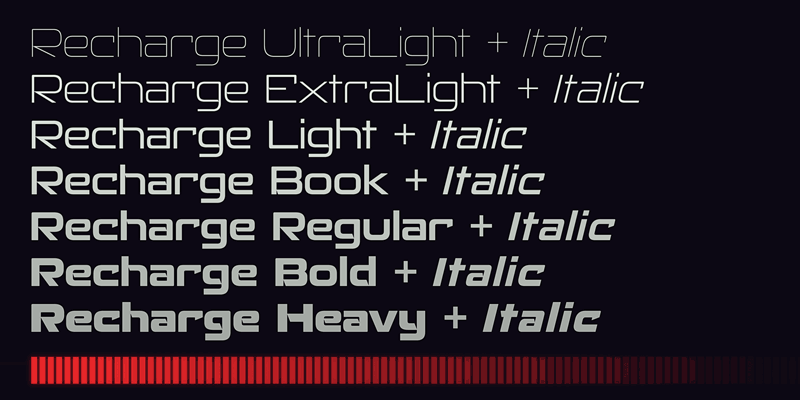 Recharge UltraLight + Italic
Recharge ExtraLight + Italic
Recharge Light + Italic
Recharge Book + Italic
Recharge Regular + Italic
Recharge Bold + Italic
Recharge Heavy + Italic